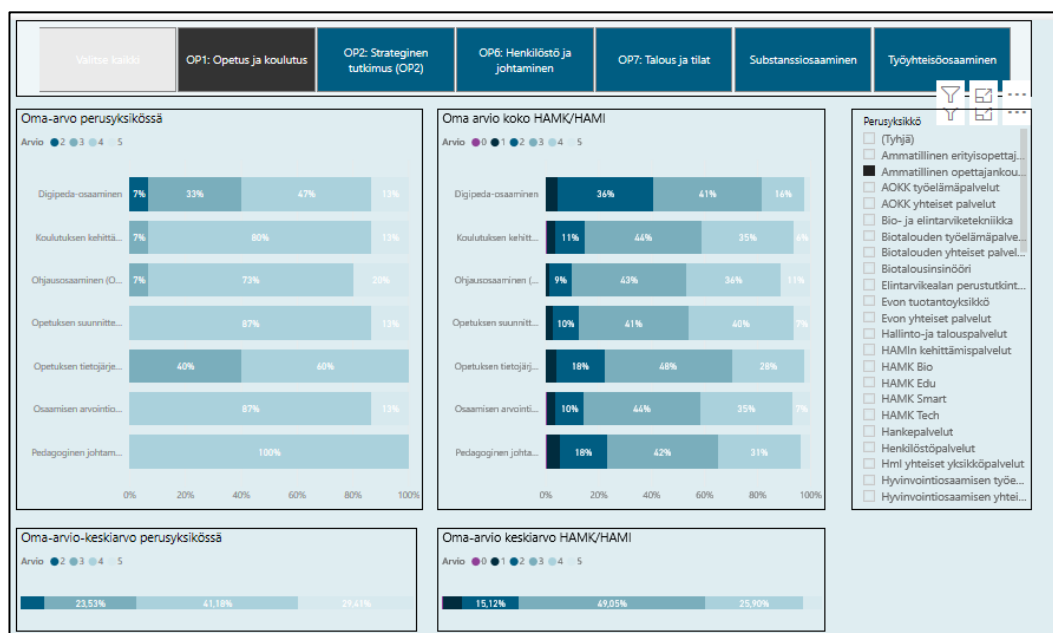 Valitse kaikki
OP1: Opetus ja koulutus
OP2: Strateginen
tutkimus (OP2)
OP6: Henkilöstö ja
johtaminen
OP7: Talous ja tilat
Substanssiosaaminen
Työyhteisöosaaminen
Oma-arvo perusyksikössä
Arvio 2 3 4 5
Digipeda-osaaminen 7% 33% 47% 13%
Koulutuksen kehittä... 7% 80% 13%
Ohjausosaaminen (O... 7% 73% 20%
Opetuksen suunnitte... 87% 13%
Opetuksen tietojärje... 40% 60%
Osaamisen arvointio... 87% 13%
Pedagoginen johtam... 100%
0% 20% 40% 60% 80% 100%
Oma arvio koko HAMK/HAMI
Arvio 0 1 2 3 4 5
Digipeda-osaaminen 36% 41% 16%
Koulutuksen kehitt... 11% 44% 35% 6%
Ohjausosaaminen (... 9% 43% 36% 11%
Opetuksen suunnitt... 10% 41% 40% 7%
Opetuksen tietojärj... 18% 48% 28%
Osaamisen arvointi... 10% 44% 35% 7%
Pedagoginen johta... 18% 42% 31%
0% 20% 40% 60% 80% 100%
Perusyksikkö
(Tyhjä)
Ammatillinen erityisopettaj...
Ammatillinen opettajankou...
AOKK työelämäpalvelut
AOKK yhteiset palvelut
Bio- ja elintarviketekniikka
Biotalouden työelämäpalve...
Biotalouden yhteiset palvel...
Biotalousinsinööri
Elintarvikealan perustutkint...
Evon tuotantoyksikkö
Evon yhteiset palvelut
Hallinto-ja talouspalvelut
HAMIn kehittämispalvelut
HAMK Bio
HAMK Edu
HAMK Smart
HAMK Tech
Hankepalvelut
Henkilöstöpalvelut
Hml yhteiset yksikköpalvelut
Hyvinvointiosaamisen työe...
Hyvinvointiosaamisen yhtei...
Oma-arvio-keskiarvo perusyksikössä
Arvio 2 3 4 5
23,53% 41,18% 29,41%
Oma-arvio keskiarvo HAMK/HAMI
Arvio 0 1 2 3 4 5
15,12% 49,05% 25,90%